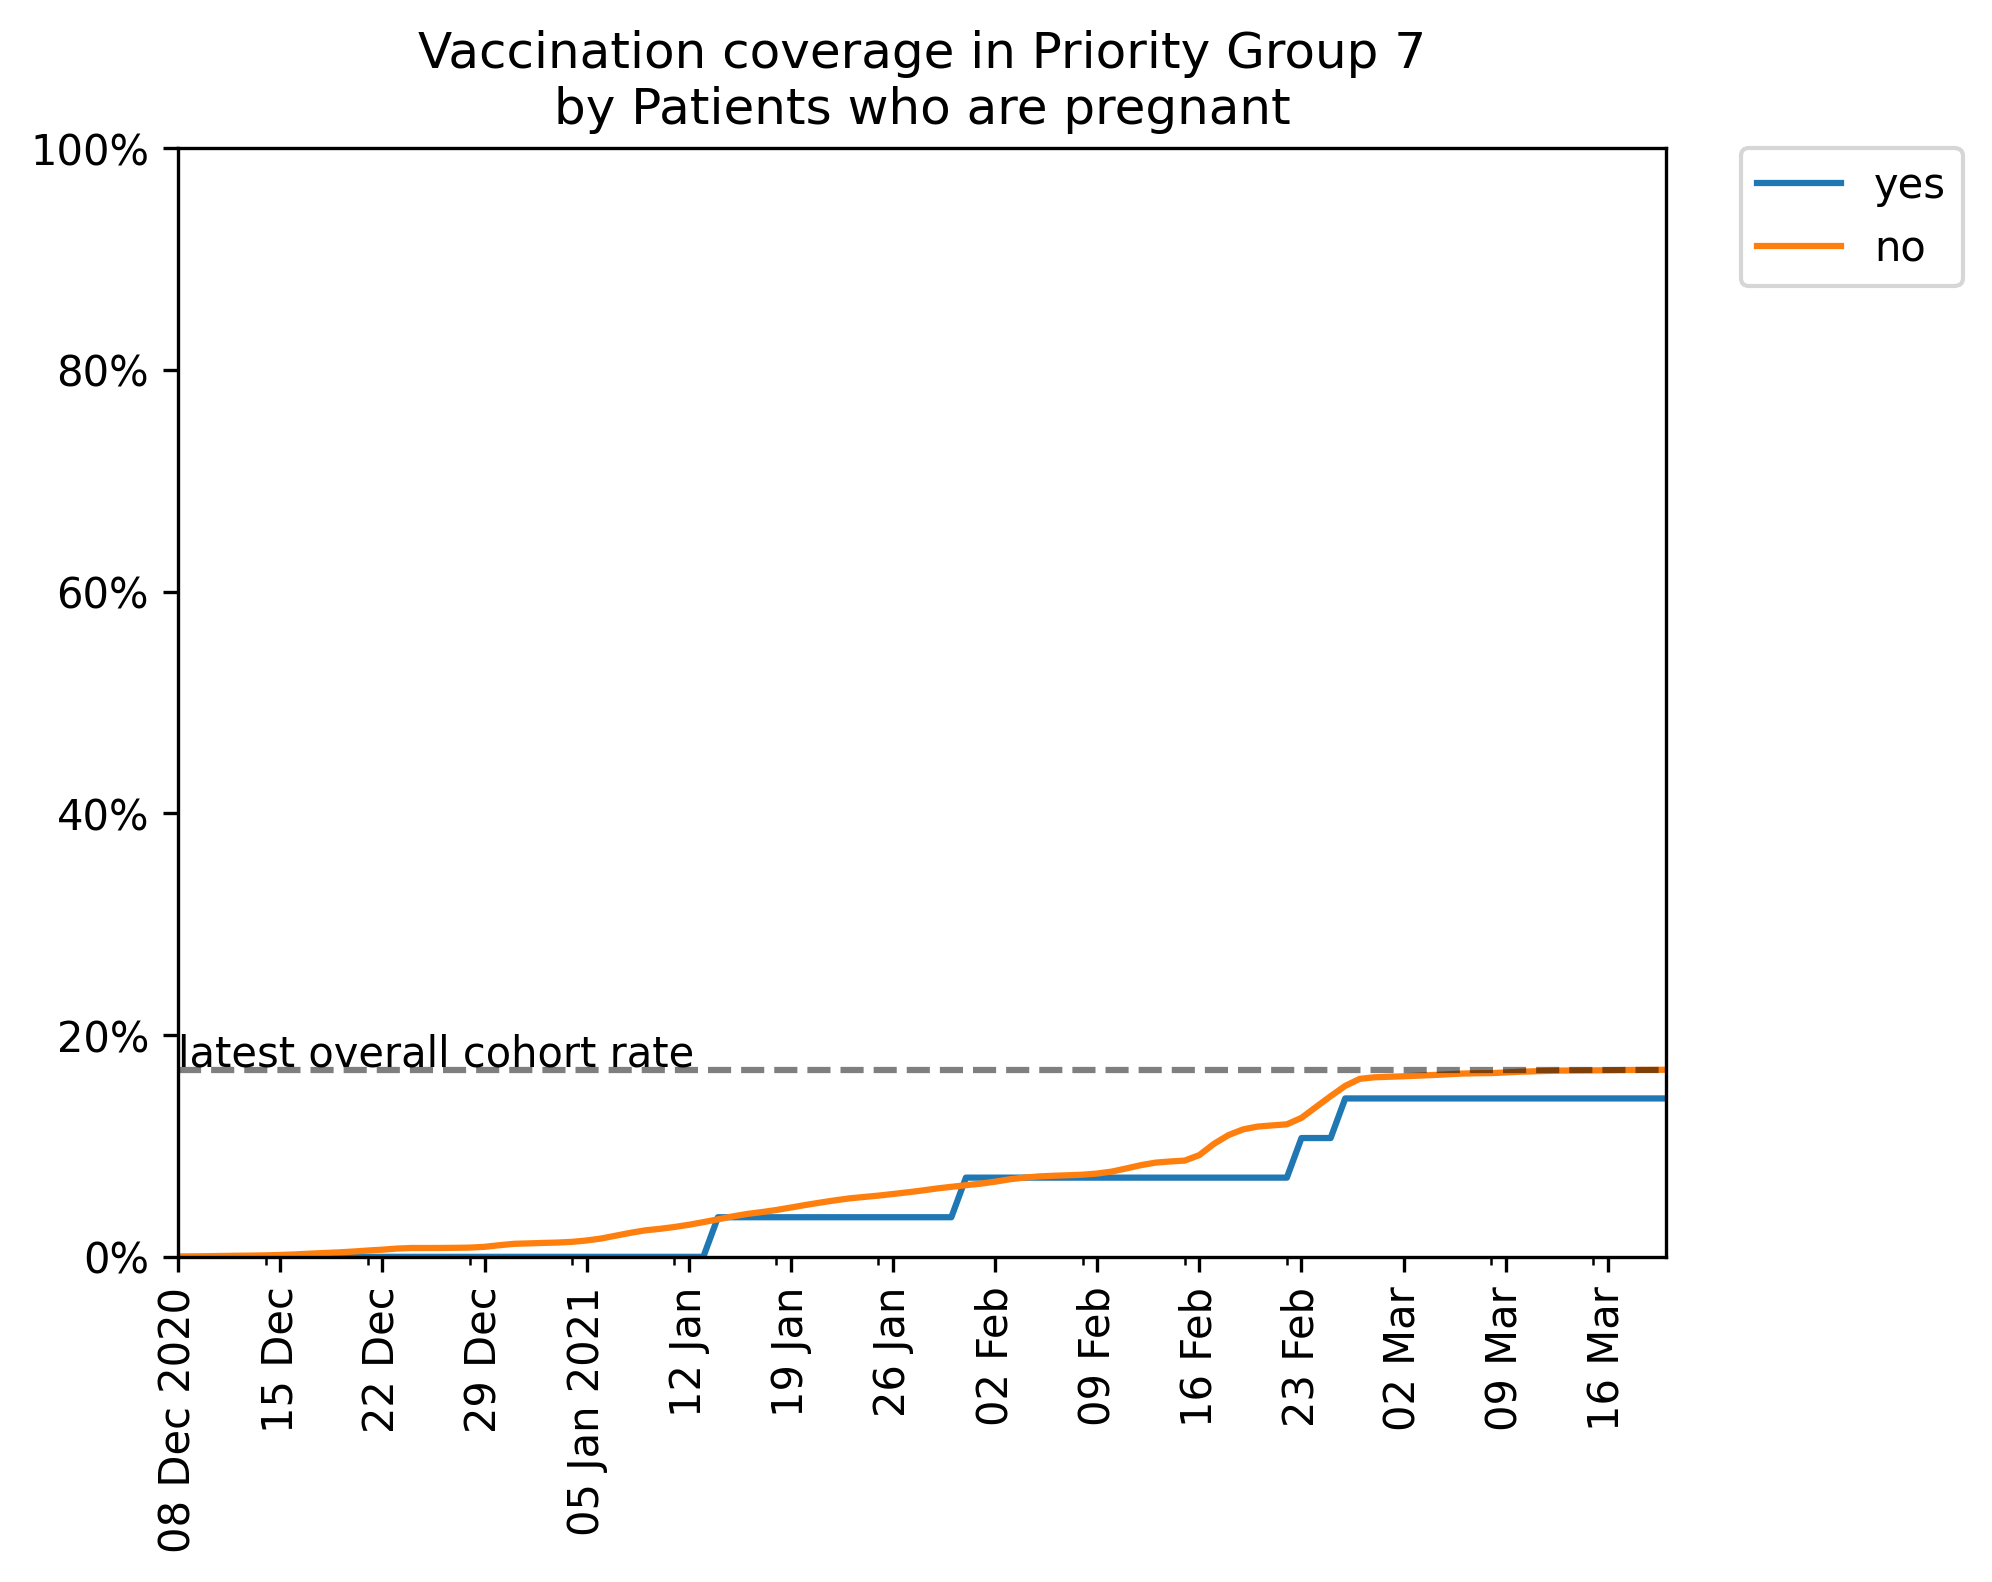 Vaccination coverage in Priority Group 7
by Patients who are pregnant
100%
80%
60%
40%
20%
0%
latest overall cohort rate
yes
no
08 Dec 2020
15 Dec
22 Dec
29 Dec
05 Jan 2021
12 Jan
19 Jan
26 Jan
02 Feb
09 Feb
16 Feb
23 Feb
02 Mar
09 Mar
16 Mar